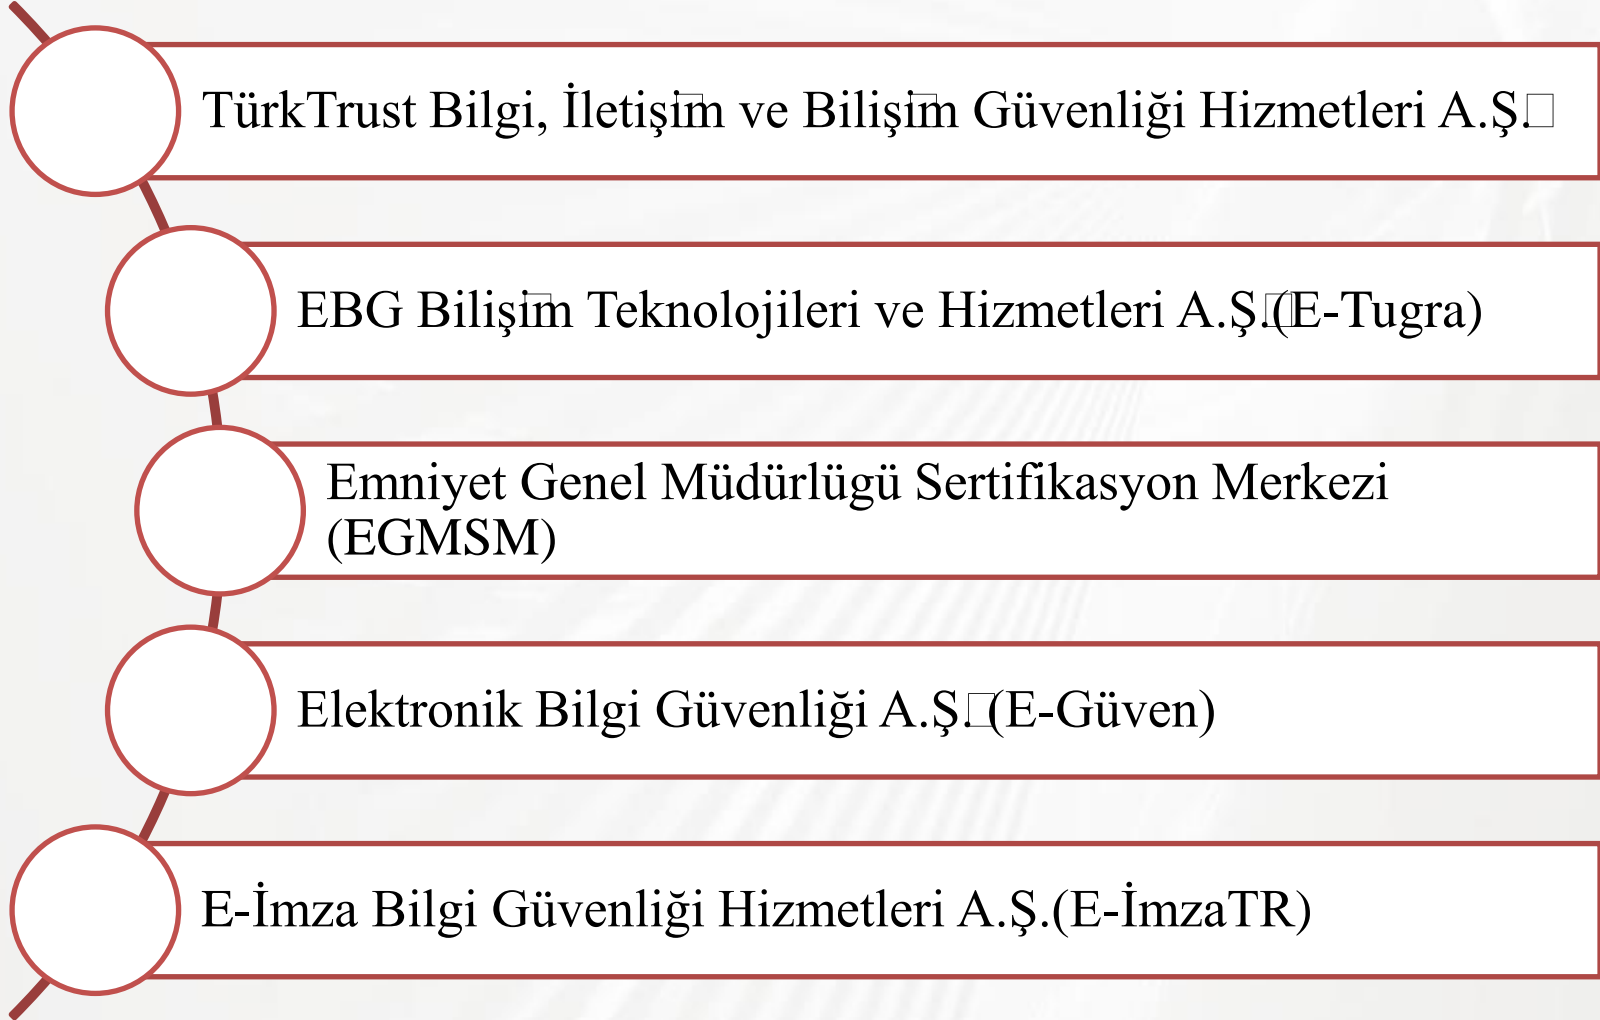 TürkTrust Bilgi, İletişim ve Bilişim Güvenliği Hizmetleri A.Ş.
EBG Bilişim Teknolojileri ve Hizmetleri A.Ş.(E-Tugra)
Emniyet Genel Müdürlügü Sertifikasyon Merkezi
(EGMSM)
Elektronik Bilgi Güvenliği A.Ş. (E-Güven)
E-İmza Bilgi Güvenliği Hizmetleri A.Ş.(E-İmzaTR)